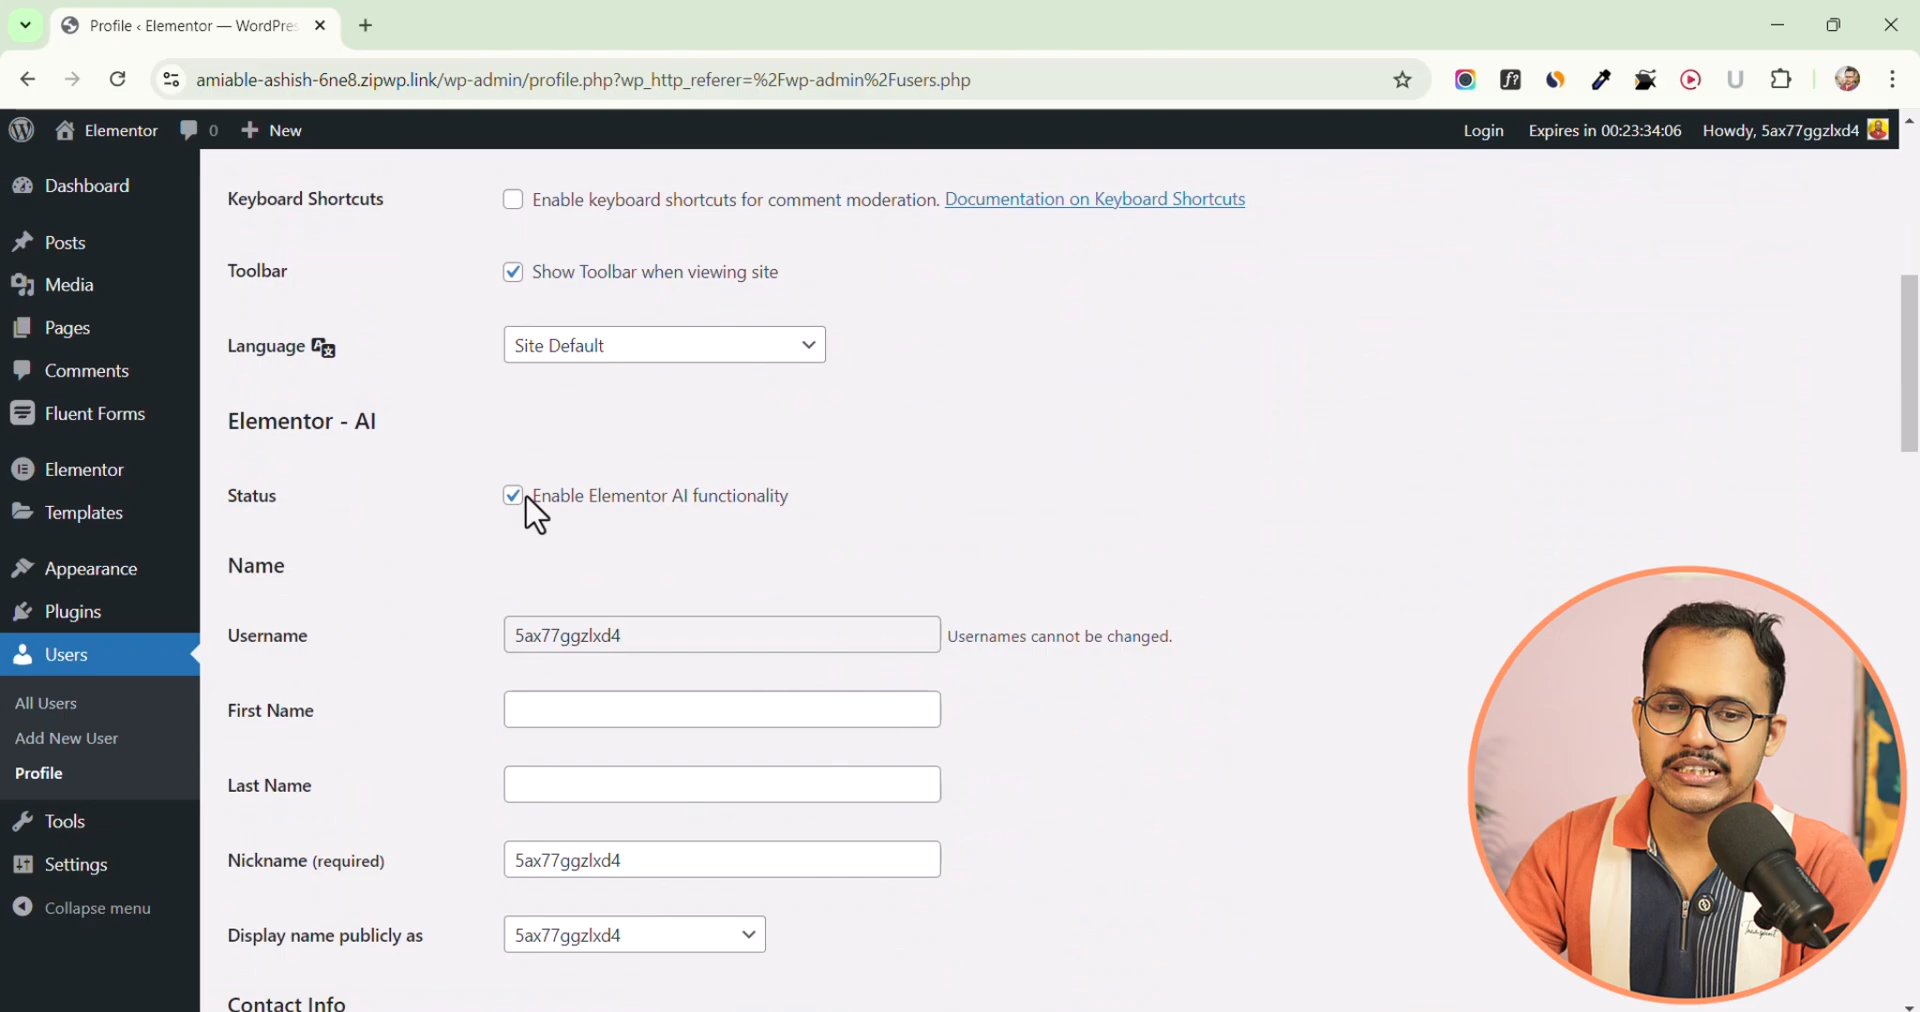 Profile ‹ Elementor — WordPres
amiable-ashish-6ne8.zipwp.link/wp-admin/profile.php?wp_http_referer=%2Fwp-admin%2Fusers.php
f?
U
Elementor 0 New Login Expires in 00:23:34:06 Howdy, 5ax77ggzlxd4
Dashboard
Posts
Media
Pages
Comments
Fluent Forms
Elementor
Templates
Appearance
Plugins
Users
All Users
Add New User
Profile
Tools
Settings
Collapse menu
Keyboard Shortcuts Enable keyboard shortcuts for comment moderation. Documentation on Keyboard Shortcuts
Toolbar Show Toolbar when viewing site
Language Site Default
Elementor - AI
Status Enable Elementor AI functionality
Name
Username 5ax77ggzlxd4 Usernames cannot be changed.
First Name
Last Name
Nickname (required) 5ax77ggzlxd4
Display name publicly as 5ax77ggzlxd4
Contact Info